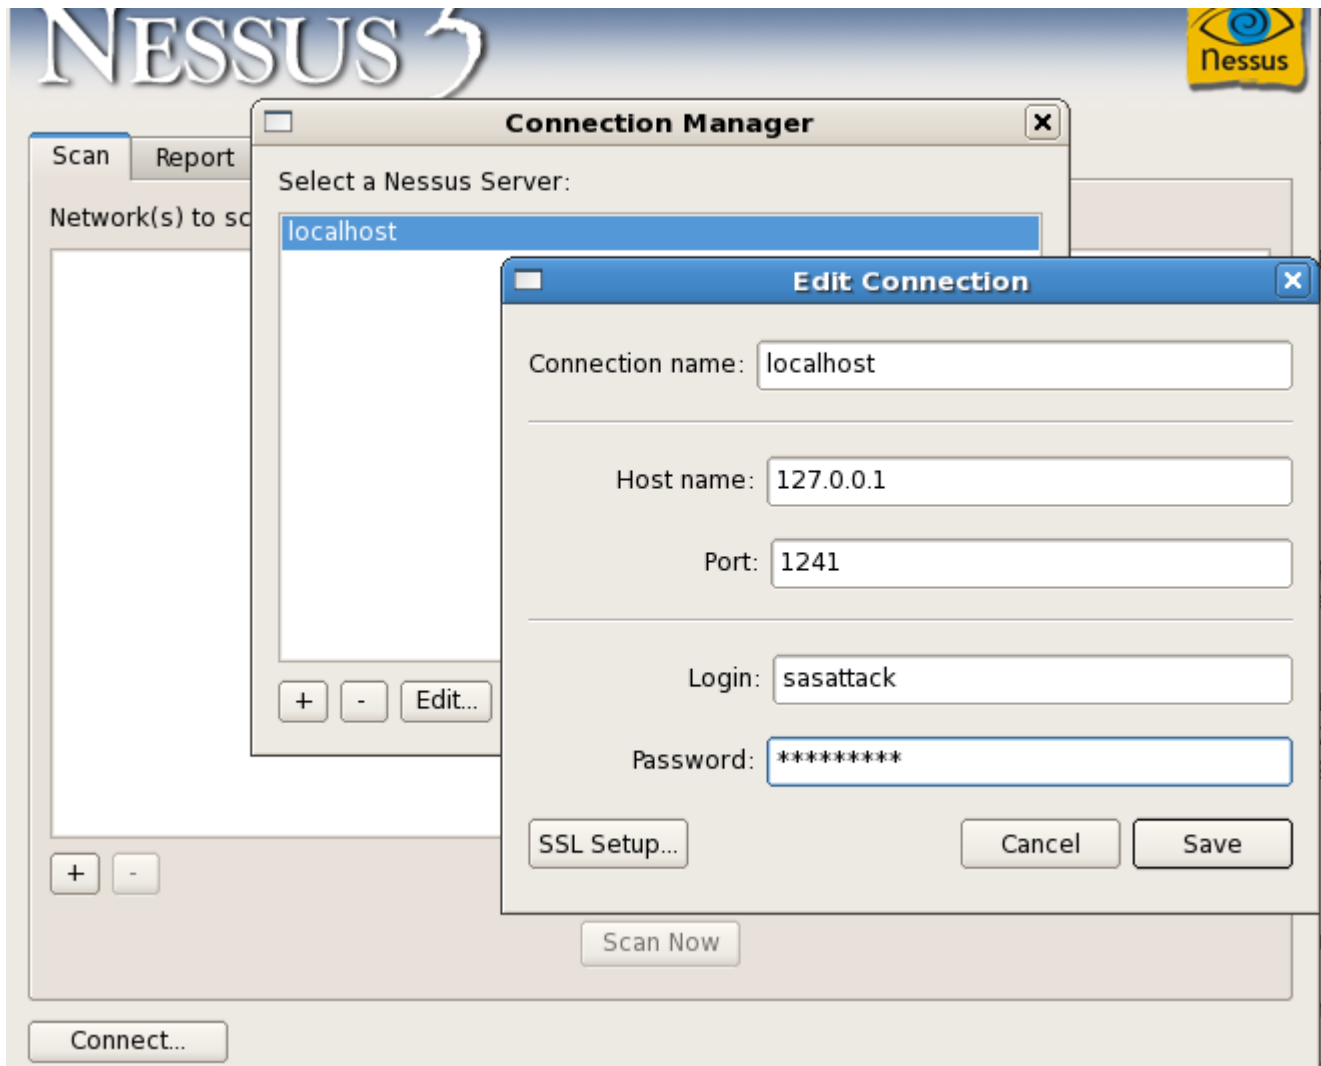 NESSUS 3
nessus
Connection Manager
Scan
Report
Select a Nessus Server:
Network(s) to sc
localhost
Edit Connection
Connection name: localhost
Host name: 127.0.0.1
Port: 1241
Login: sasattack
+ - Edit...
Password: *********
SSL Setup... Cancel Save
+ -
Scan Now
Connect...